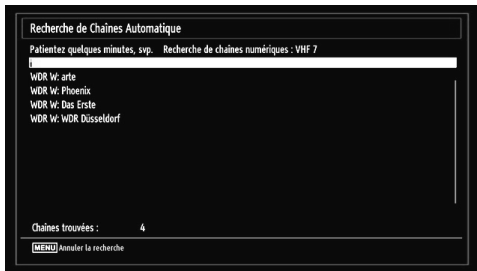 Recherche de Chaînes Automatique
Patientez quelques minutes, svp. Recherche de chaines numériques : VHF 7
WDR W: arte
WDR W: Phoenix
WDR W: Das Erste
WDR W: WDR Düsseldorf
Chaînes trouvées : 4
MENU Annuler la recherche